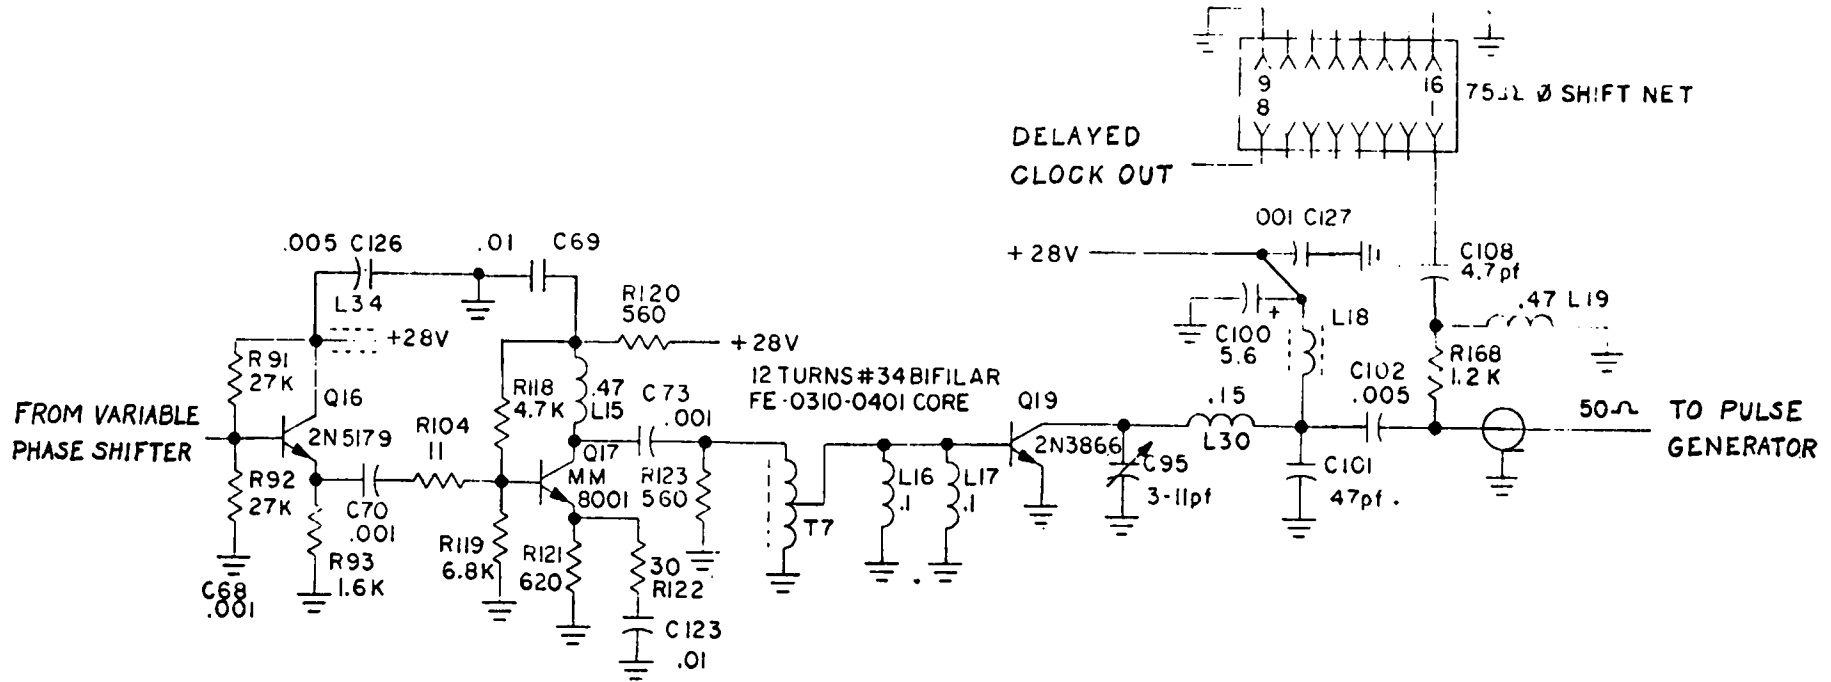 9
16
8
75Ω Ø SHIFT NET
DELAYED
CLOCK OUT
.005 C126
.01 C69
001 C127
+28V
C108
4.7pf
L34
+28V
R120
560
+28V
C100
5.6
+
L18
.47 L19
R91
27K
Q16
R118
4.7K
.47
L15
C73
.001
12 TURNS #34 BIFILAR
FE-0310-0401 CORE
Q19
C102
.005
R168
1.2K
FROM VARIABLE
PHASE SHIFTER
2N5179
R104
11
Q17
MM
8001
R123
560
2N3866
.15
L30
50Ω
TO PULSE
GENERATOR
R92
27K
C70
.001
L16
.1
L17
.1
C95
3-11pf
C101
47pf.
T7
R93
1.6K
R119
6.8K
R121
620
30
R122
C68
.001
C123
.01